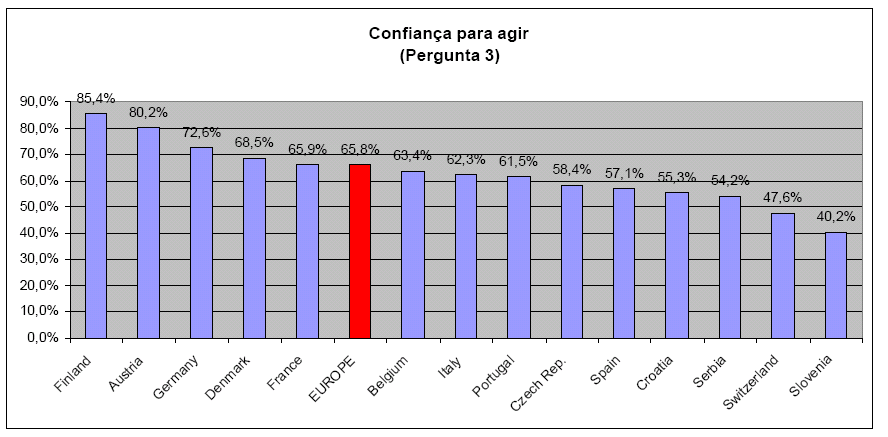 Confiança para agir
(Pergunta 3)
90,0%
80,0%
70,0%
60,0%
50,0%
40,0%
30,0%
20,0%
10,0%
0,0%
85,4%
80,2%
72,6%
68,5%
65,9%
65,8%
63,4%
62,3%
61,5%
58,4%
57,1%
55,3%
54,2%
47,6%
40,2%
Finland
Austria
Germany
Denmark
France
EUROPE
Belgium
Italy
Portugal
Czech Rep.
Spain
Croatia
Serbia
Switzerland
Slovenia